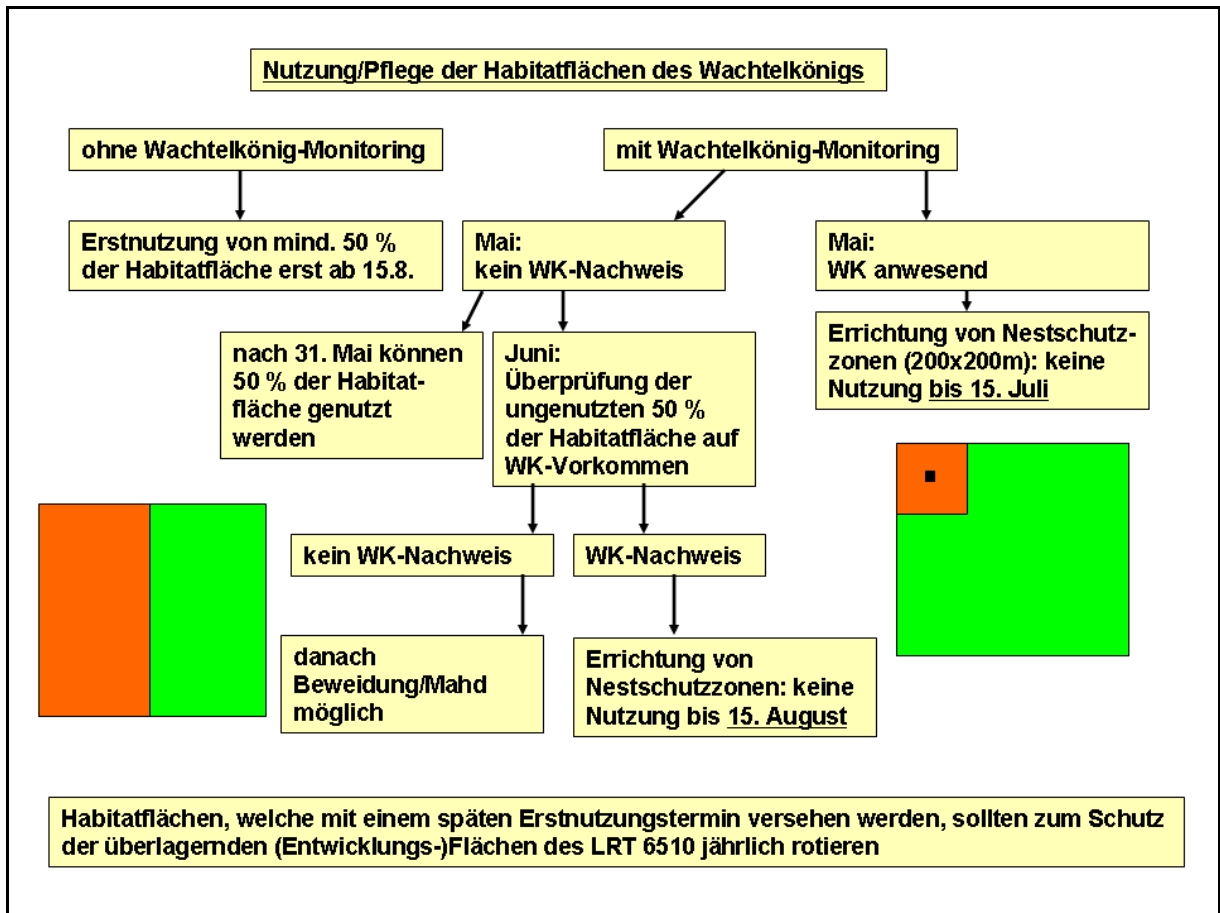 Nutzung/Pflege der Habitatflächen des Wachtelkönigs
ohne Wachtelkönig-Monitoring
mit Wachtelkönig-Monitoring
Erstnutzung von mind. 50 %
der Habitatfläche erst ab 15.8.
Mai:
kein WK-Nachweis
Mai:
WK anwesend
nach 31. Mai können
50 % der Habitat-
fläche genutzt
werden
Juni:
Überprüfung der
ungenutzten 50 %
der Habitatfläche auf
WK-Vorkommen
Errichtung von Nestschutz-
zonen (200x200m): keine
Nutzung bis 15. Juli
kein WK-Nachweis
WK-Nachweis
danach
Beweidung/Mahd
möglich
Errichtung von
Nestschutzzonen: keine
Nutzung bis 15. August
Habitatflächen, welche mit einem späten Erstnutzungstermin versehen werden, sollten zum Schutz
der überlagernden (Entwicklungs-)Flächen des LRT 6510 jährlich rotieren